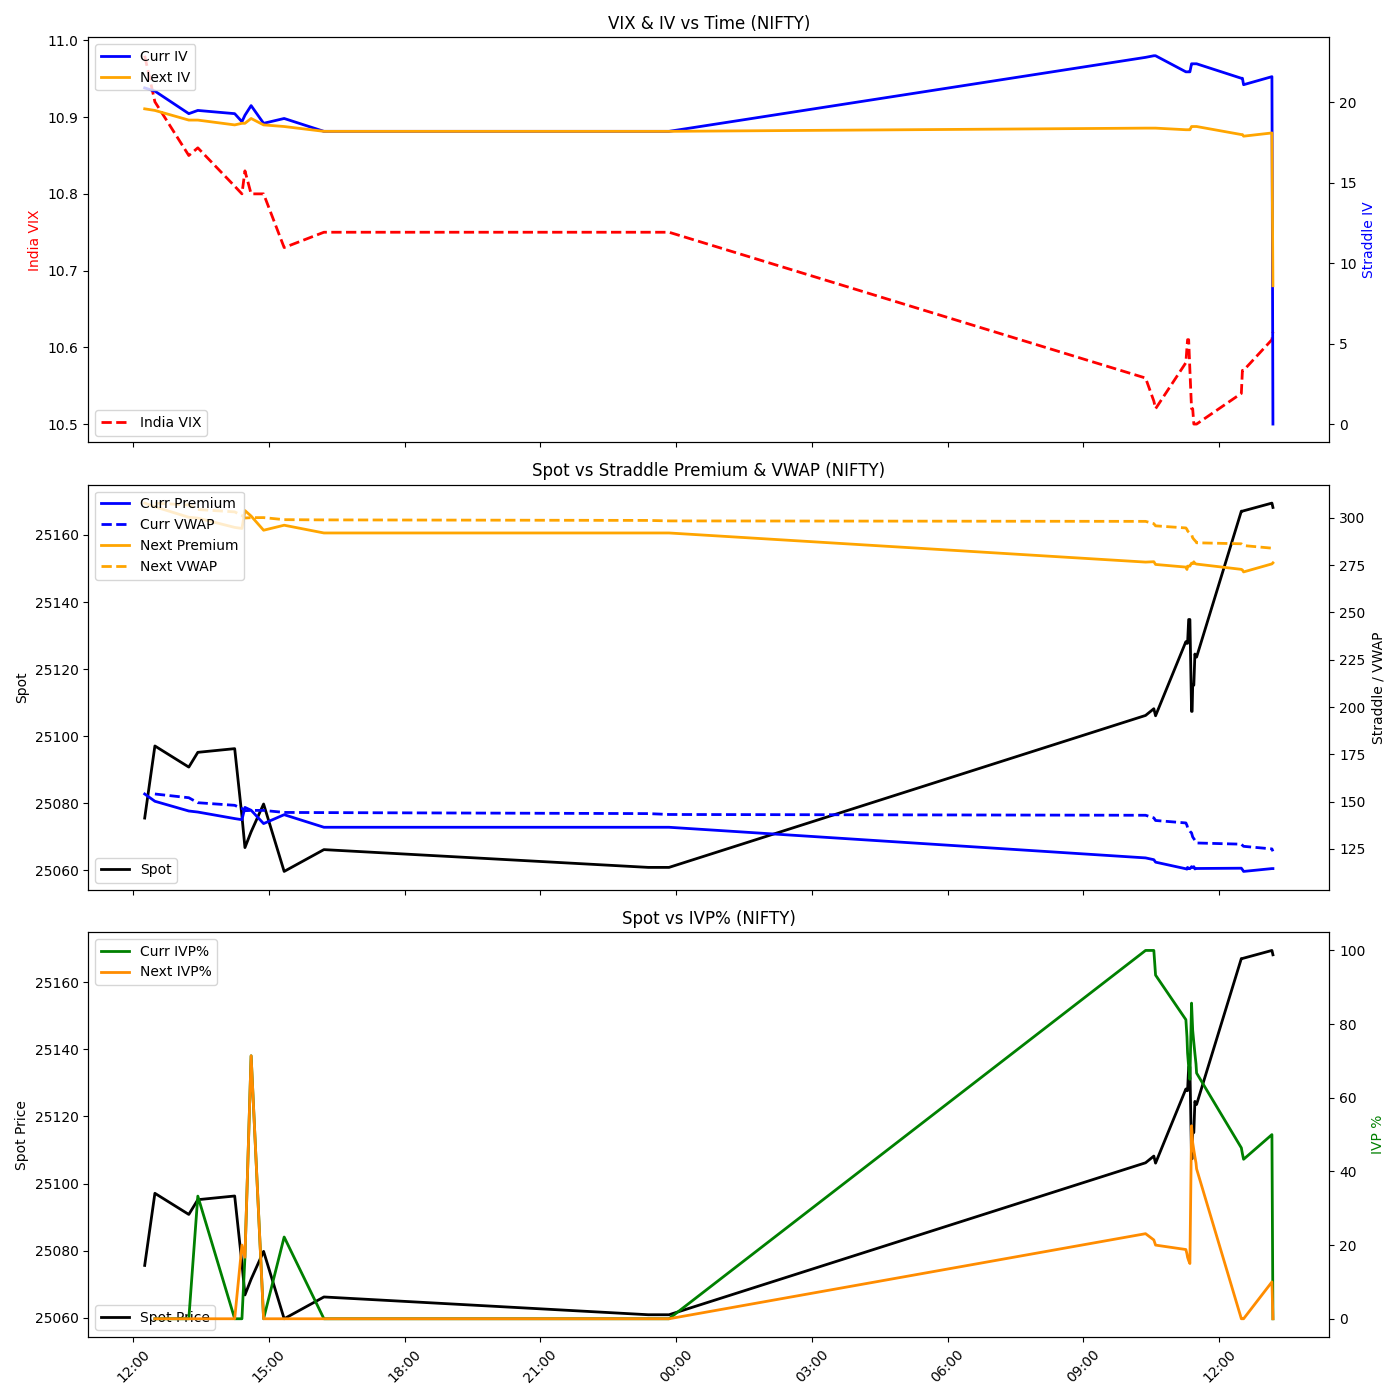 VIX & IV vs Time (NIFTY)
Curr IV
Next IV
India VIX
11.0
10.9
10.8
10.7
10.6
10.5
India VIX
20
15
10
5
0
Straddle IV
Spot vs Straddle Premium & VWAP (NIFTY)
Curr Premium
Curr VWAP
Next Premium
Next VWAP
Spot
25160
25140
25120
25100
25080
25060
Spot
300
275
250
225
200
175
150
125
Straddle / VWAP
Spot vs IVP% (NIFTY)
Curr IVP%
Next IVP%
Spot Price
25160
25140
25120
25100
25080
25060
Spot Price
100
80
60
40
20
0
IVP %
12:00
15:00
18:00
21:00
00:00
03:00
06:00
09:00
12:00